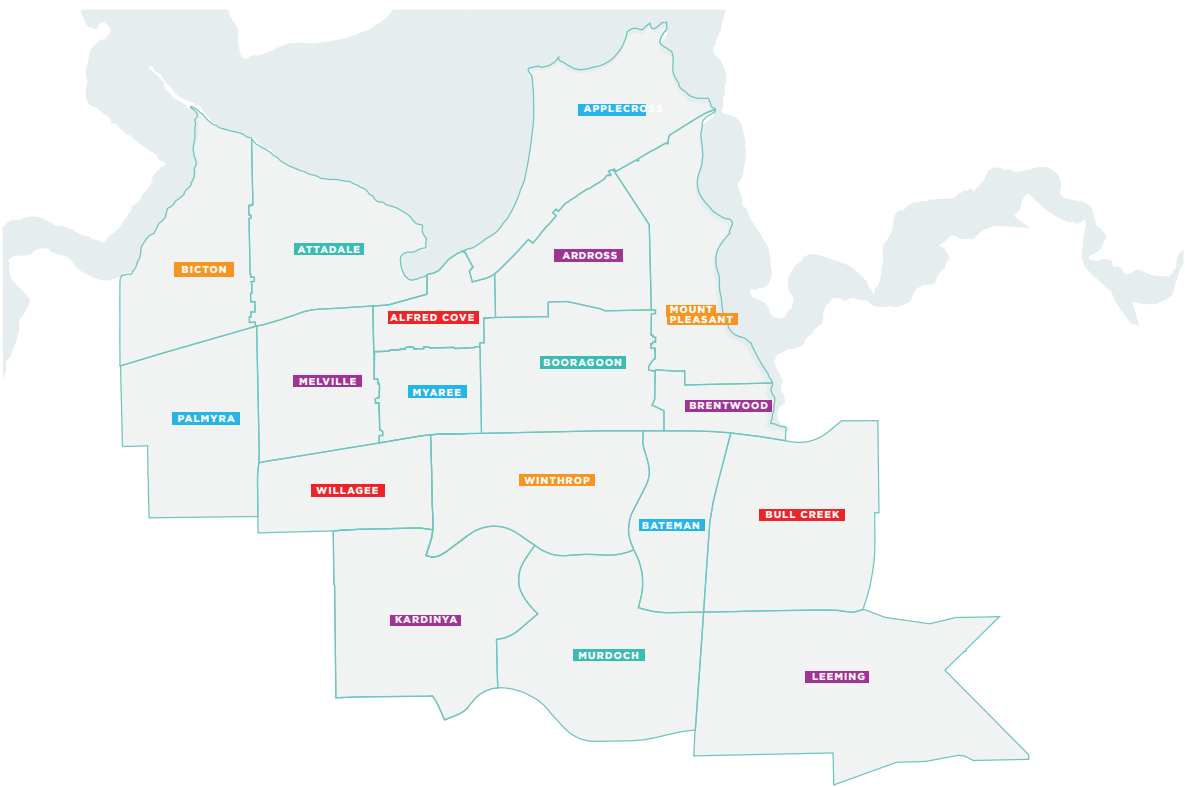 APPLECROSS
ATTADALE
ARDROSS
BICTON
MOUNT
PLEASANT
ALFRED COVE
BOORAGOON
MELVILLE
MYAREE
BRENTWOOD
PALMYRA
WINTHROP
WILLAGEE
BULL CREEK
BATEMAN
KARDINYA
MURDOCH
LEEMING